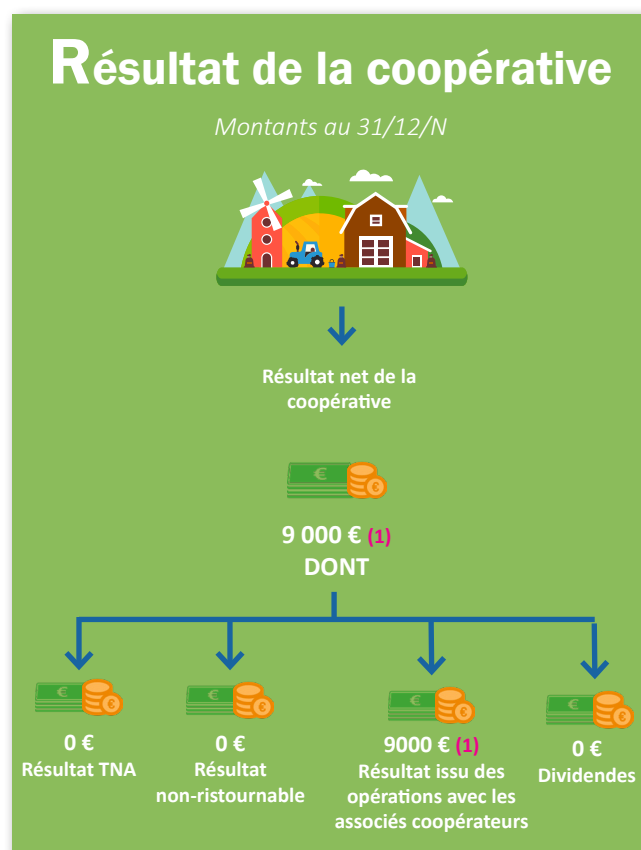 Résultat de la coopérative
Montants au 31/12/N
Résultat net de la
coopérative
€
€
9 000 € (1)
DONT
€
€
0 €
Résultat TNA
€
€
0 €
Résultat
non-ristournable
€
€
9000 € (1)
Résultat issu des
opérations avec les
associés coopérateurs
€
€
0 €
Dividendes